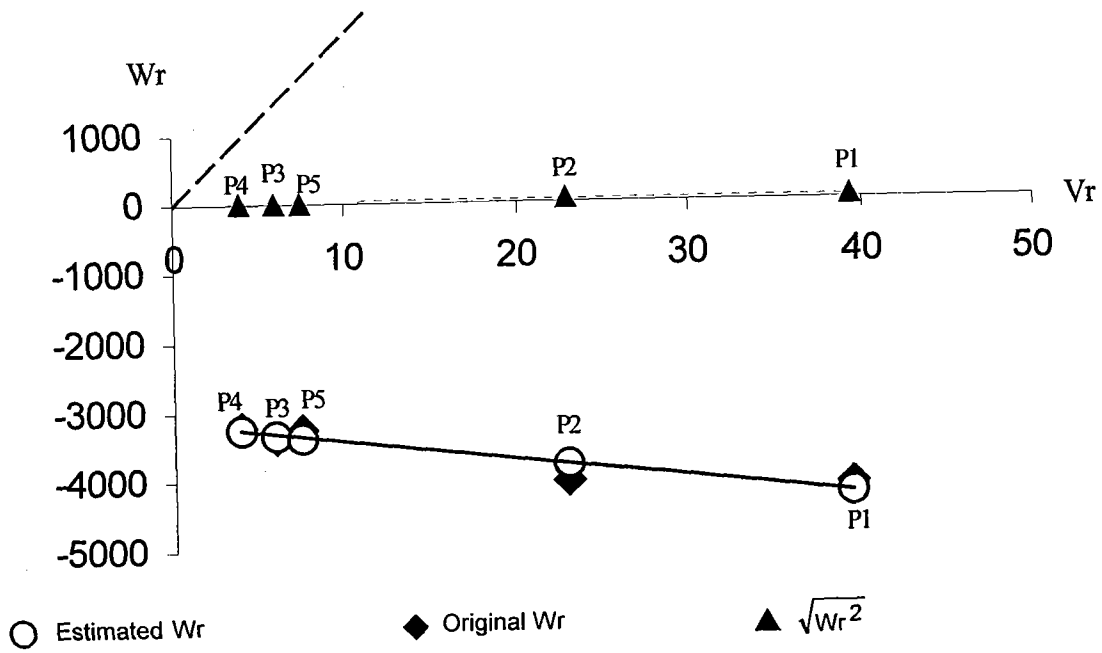 Wr
1000
P4 P3 P5 P2 P1
0 Vr
0 10 20 30 40 50
-1000
-2000
-3000
P4 P3 P5 P2
-4000
P1
-5000
Estimated Wr Original Wr √Wr²